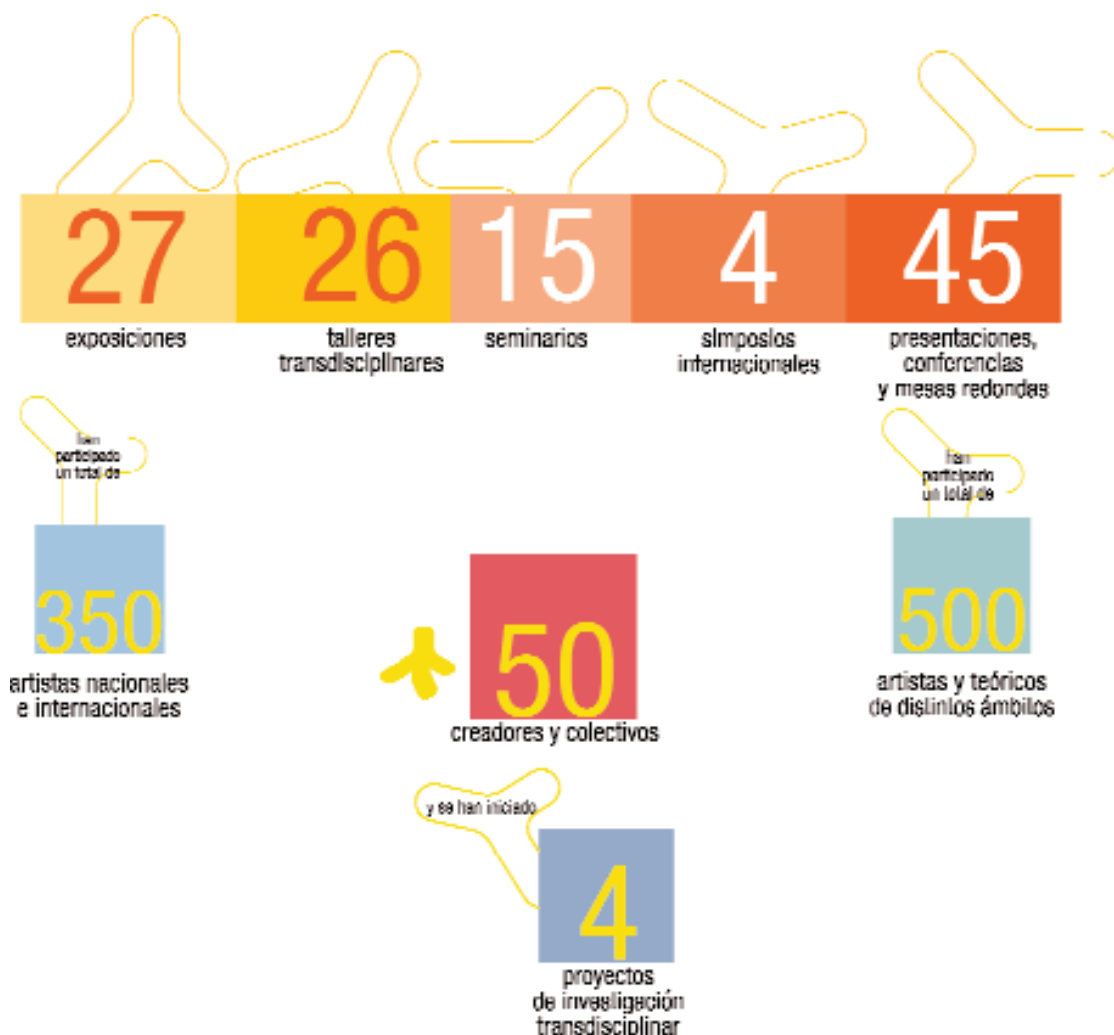 27
exposiciones
26
talleres
transdisciplinares
15
seminarios
4
simposios
internacionales
45
presentaciones,
conferencias
y mesas redondas
han
participado
un total de
350
artistas nacionales
e internacionales
50
creadores y colectivos
han
participado
un total de
500
artistas y teóricos
de distintos ámbitos
y se han iniciado
4
proyectos
de investigación
transdisciplinar